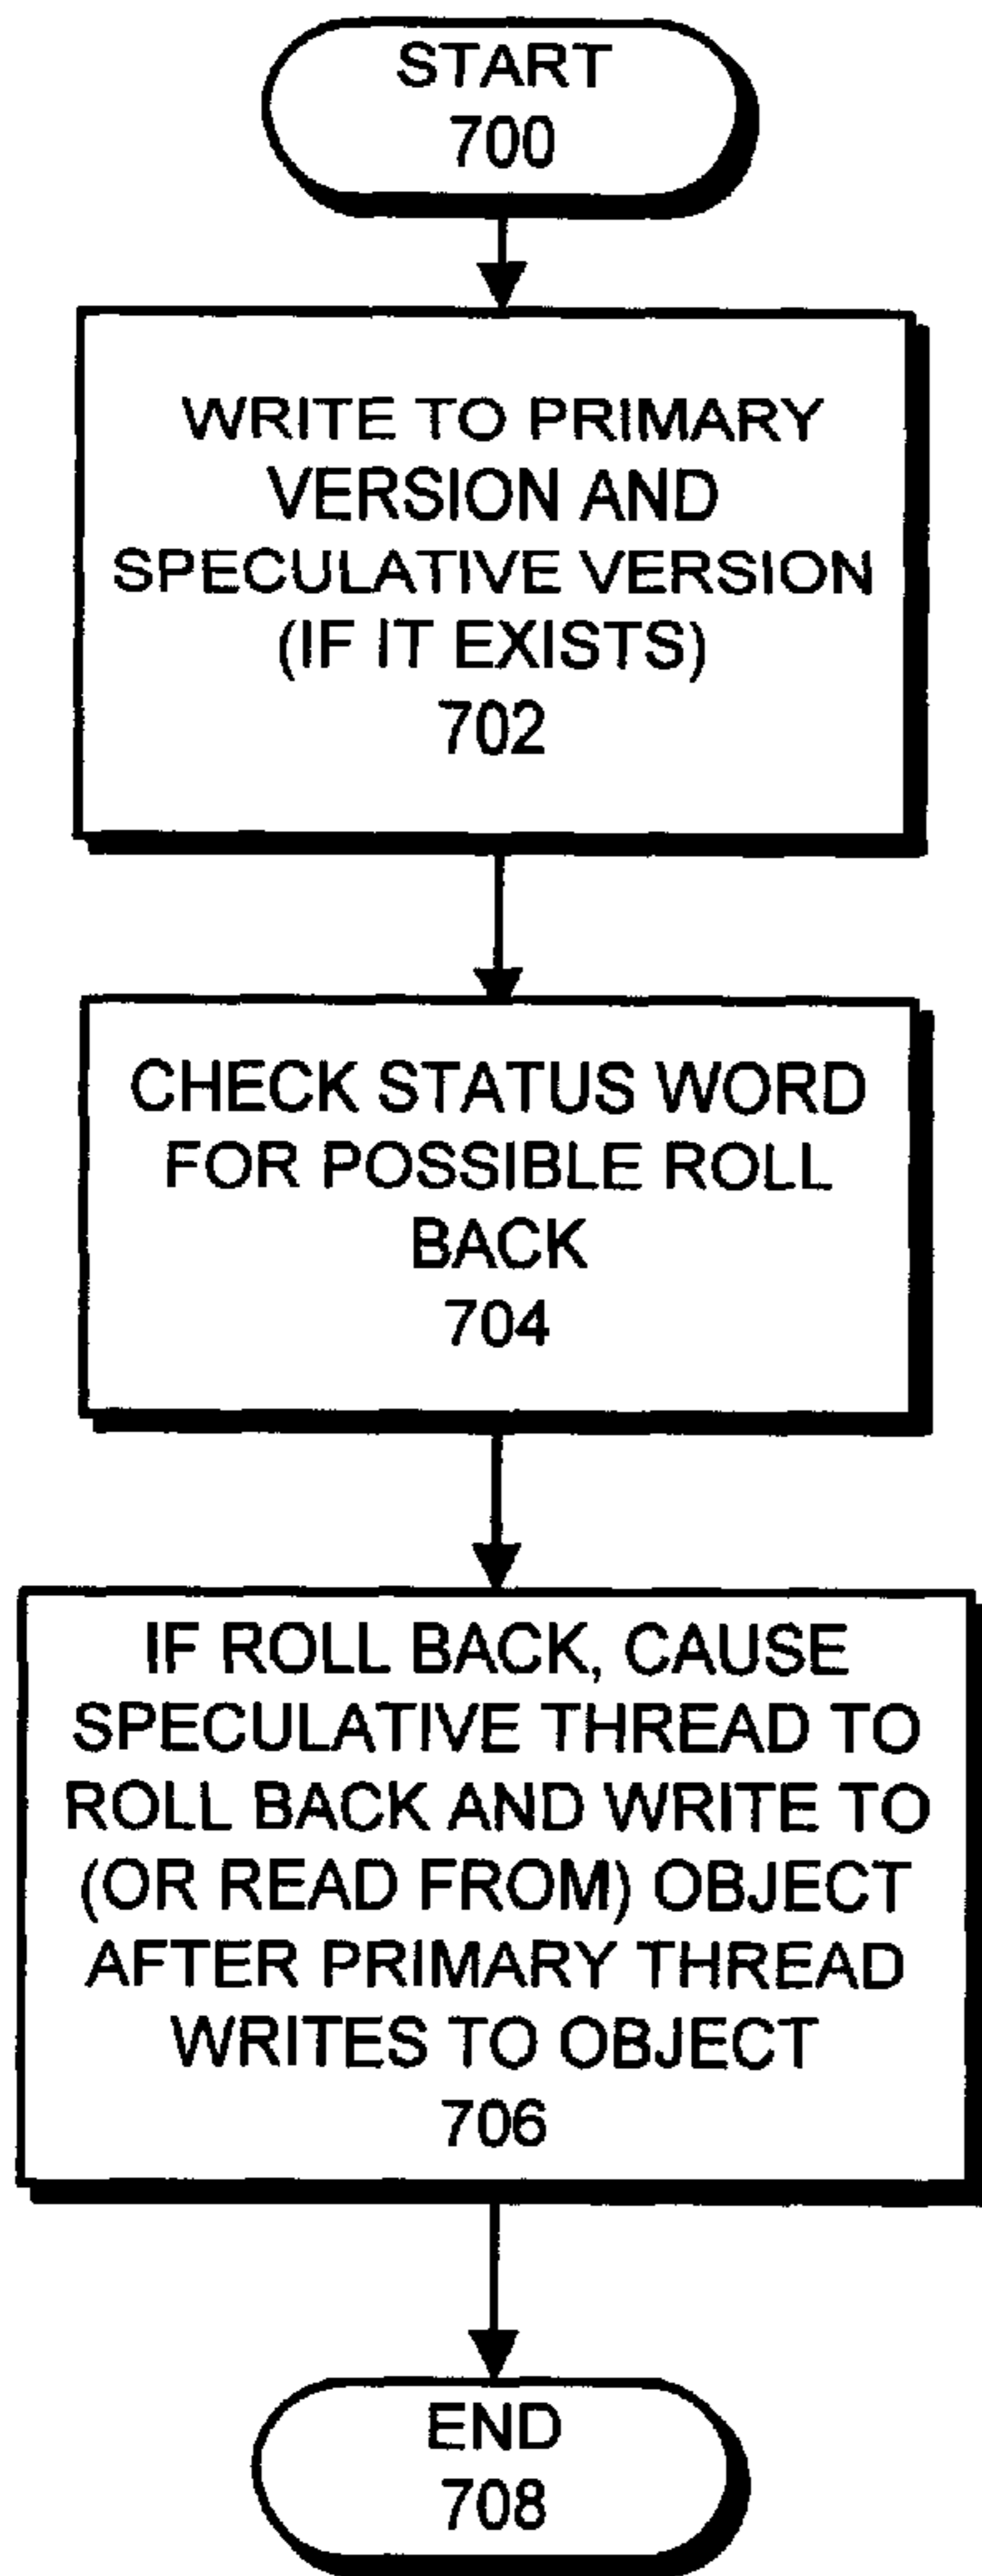 START
700
WRITE TO PRIMARY
VERSION AND
SPECULATIVE VERSION
(IF IT EXISTS)
702
CHECK STATUS WORD
FOR POSSIBLE ROLL
BACK
704
IF ROLL BACK, CAUSE
SPECULATIVE THREAD TO
ROLL BACK AND WRITE TO
(OR READ FROM) OBJECT
AFTER PRIMARY THREAD
WRITES TO OBJECT
706
END
708